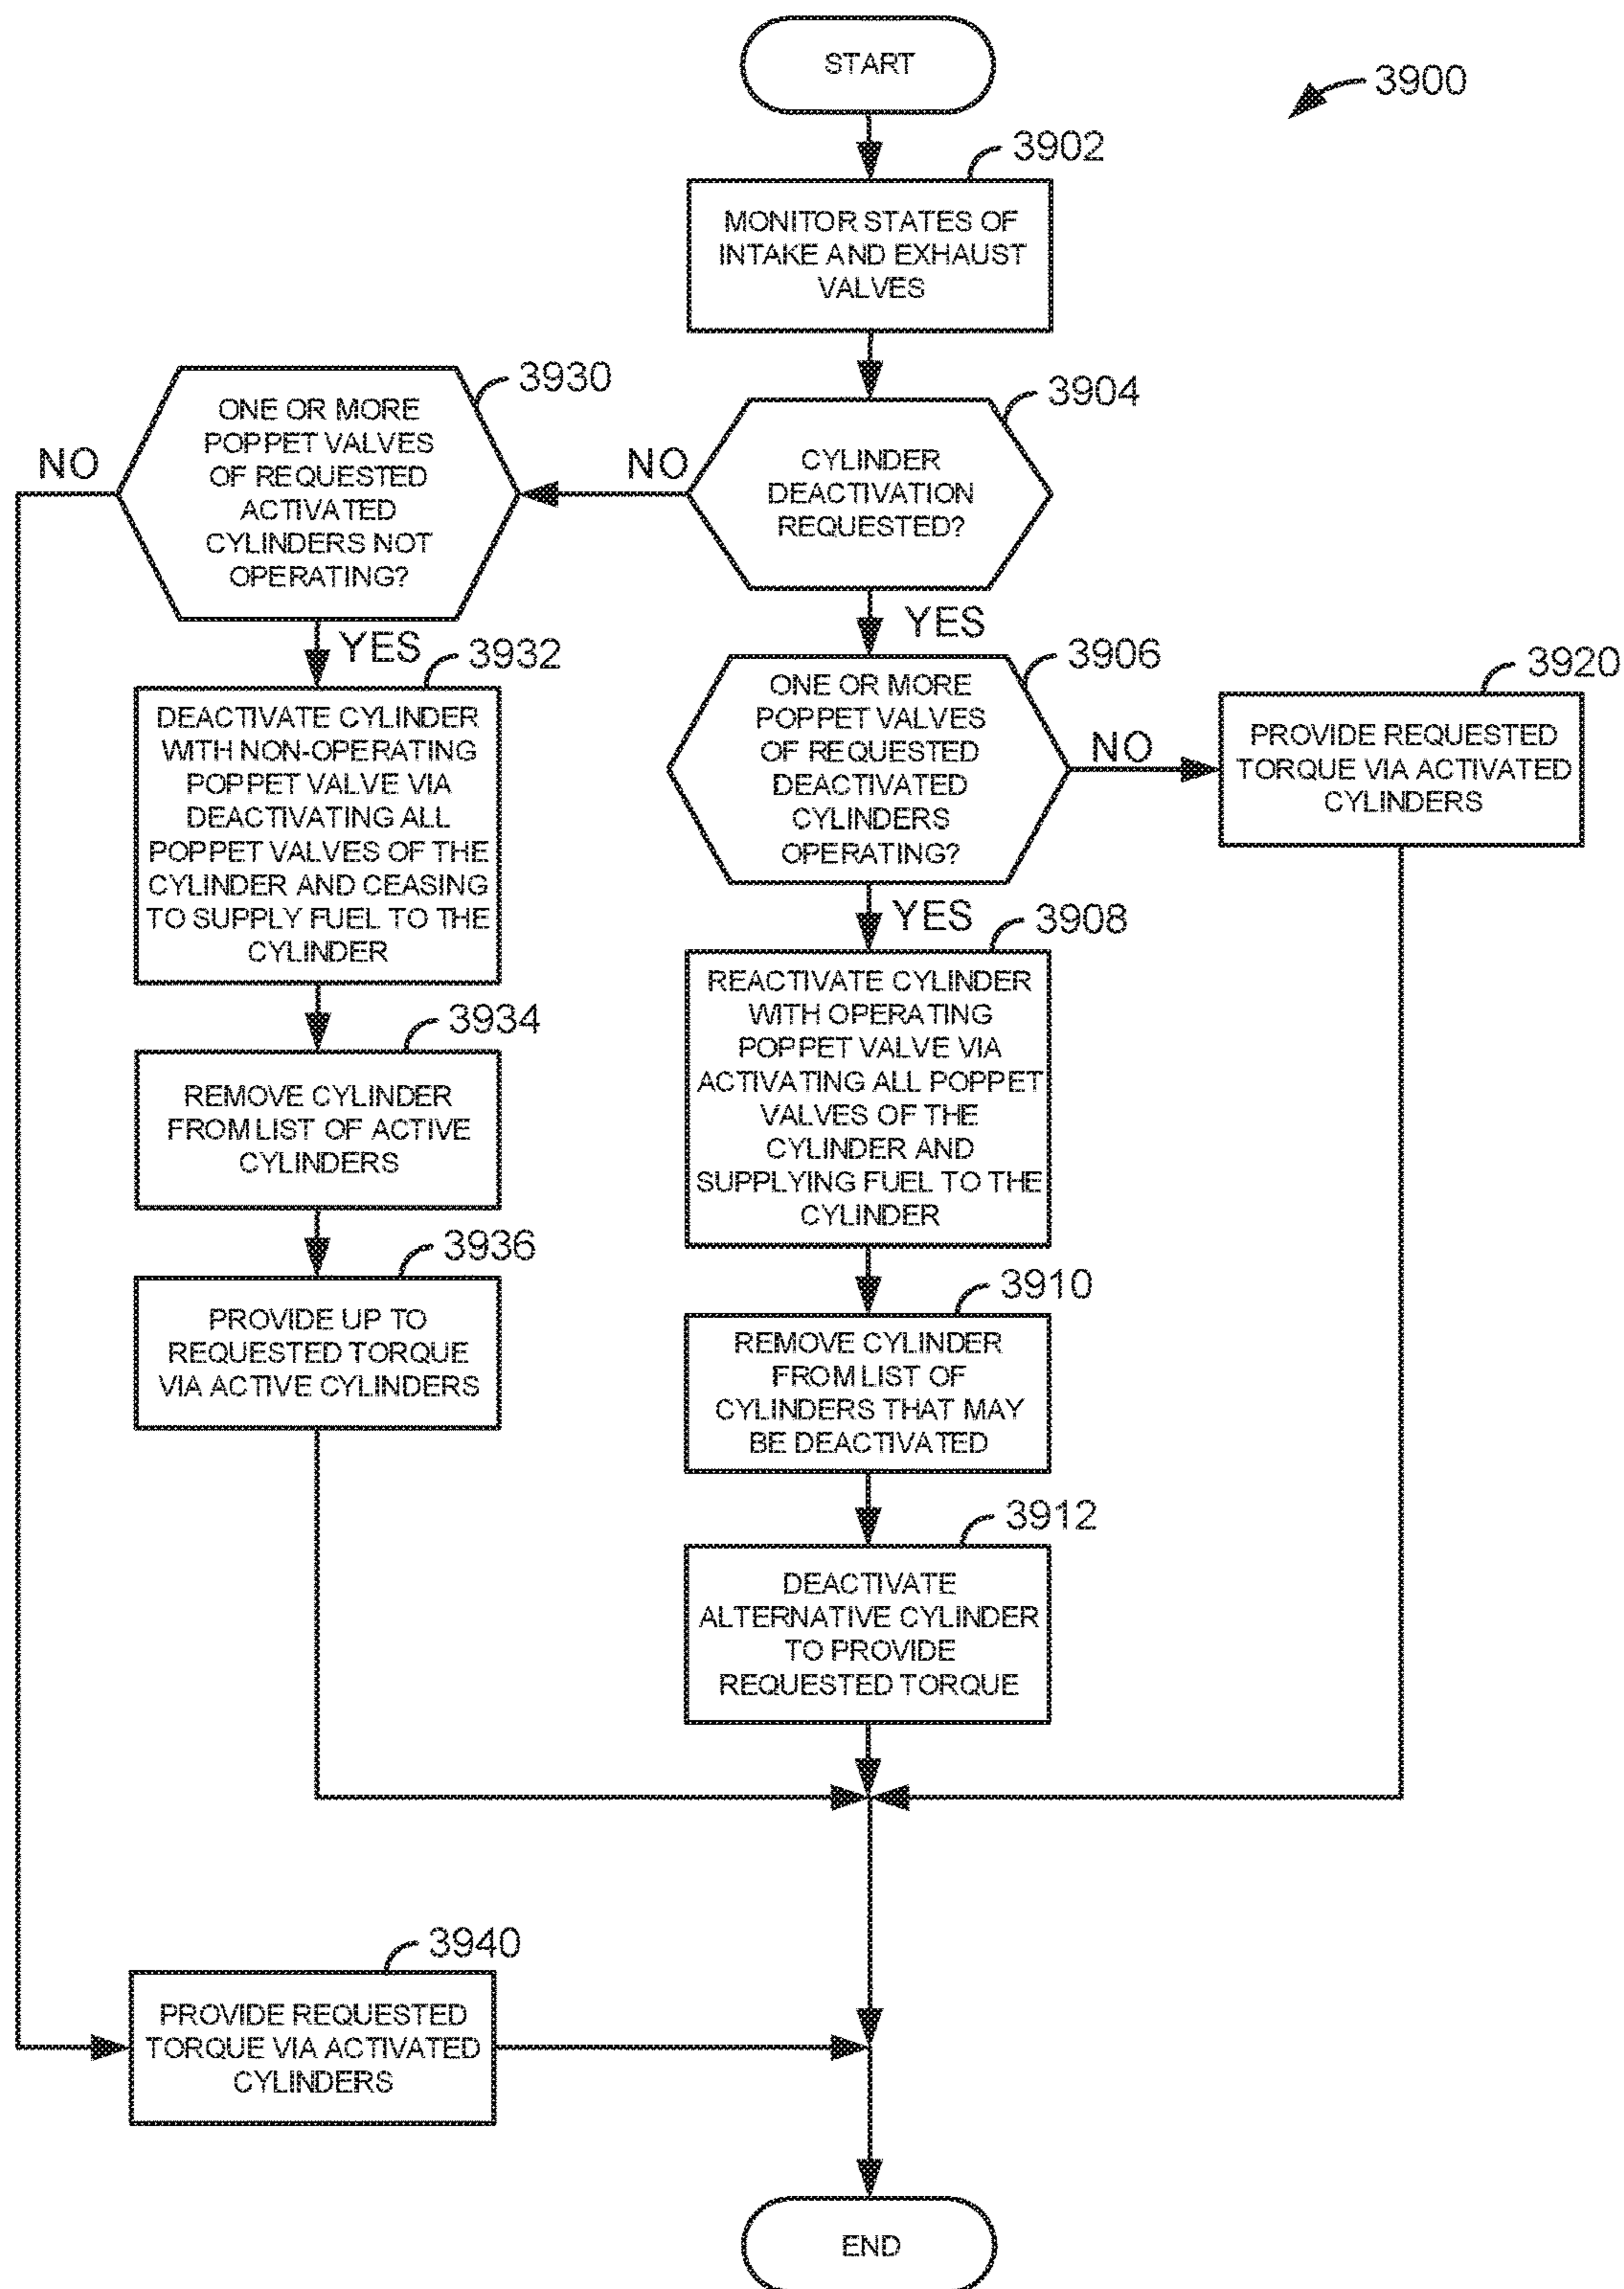 START
3900
3902
MONITOR STATES OF
INTAKE AND EXHAUST
VALVES
3904
CYLINDER
DEACTIVATION
REQUESTED?
NO
YES
3930
ONE OR MORE
POPPET VALVES
OF REQUESTED
ACTIVATED
CYLINDERS NOT
OPERATING?
NO
YES
3906
ONE OR MORE
POPPET VALVES
OF REQUESTED
DEACTIVATED
CYLINDERS
OPERATING?
NO
YES
3920
PROVIDE REQUESTED
TORQUE VIA ACTIVATED
CYLINDERS
3932
DEACTIVATE CYLINDER
WITH NON-OPERATING
POPPET VALVE VIA
DEACTIVATING ALL
POPPET VALVES OF THE
CYLINDER AND CEASING
TO SUPPLY FUEL TO THE
CYLINDER
3908
REACTIVATE CYLINDER
WITH OPERATING
POPPET VALVE VIA
ACTIVATING ALL POPPET
VALVES OF THE
CYLINDER AND
SUPPLYING FUEL TO THE
CYLINDER
3934
REMOVE CYLINDER
FROM LIST OF ACTIVE
CYLINDERS
3936
PROVIDE UP TO
REQUESTED TORQUE
VIA ACTIVE CYLINDERS
3910
REMOVE CYLINDER
FROM LIST OF
CYLINDERS THAT MAY
BE DEACTIVATED
3912
DEACTIVATE
ALTERNATIVE CYLINDER
TO PROVIDE
REQUESTED TORQUE
3940
PROVIDE REQUESTED
TORQUE VIA ACTIVATED
CYLINDERS
END